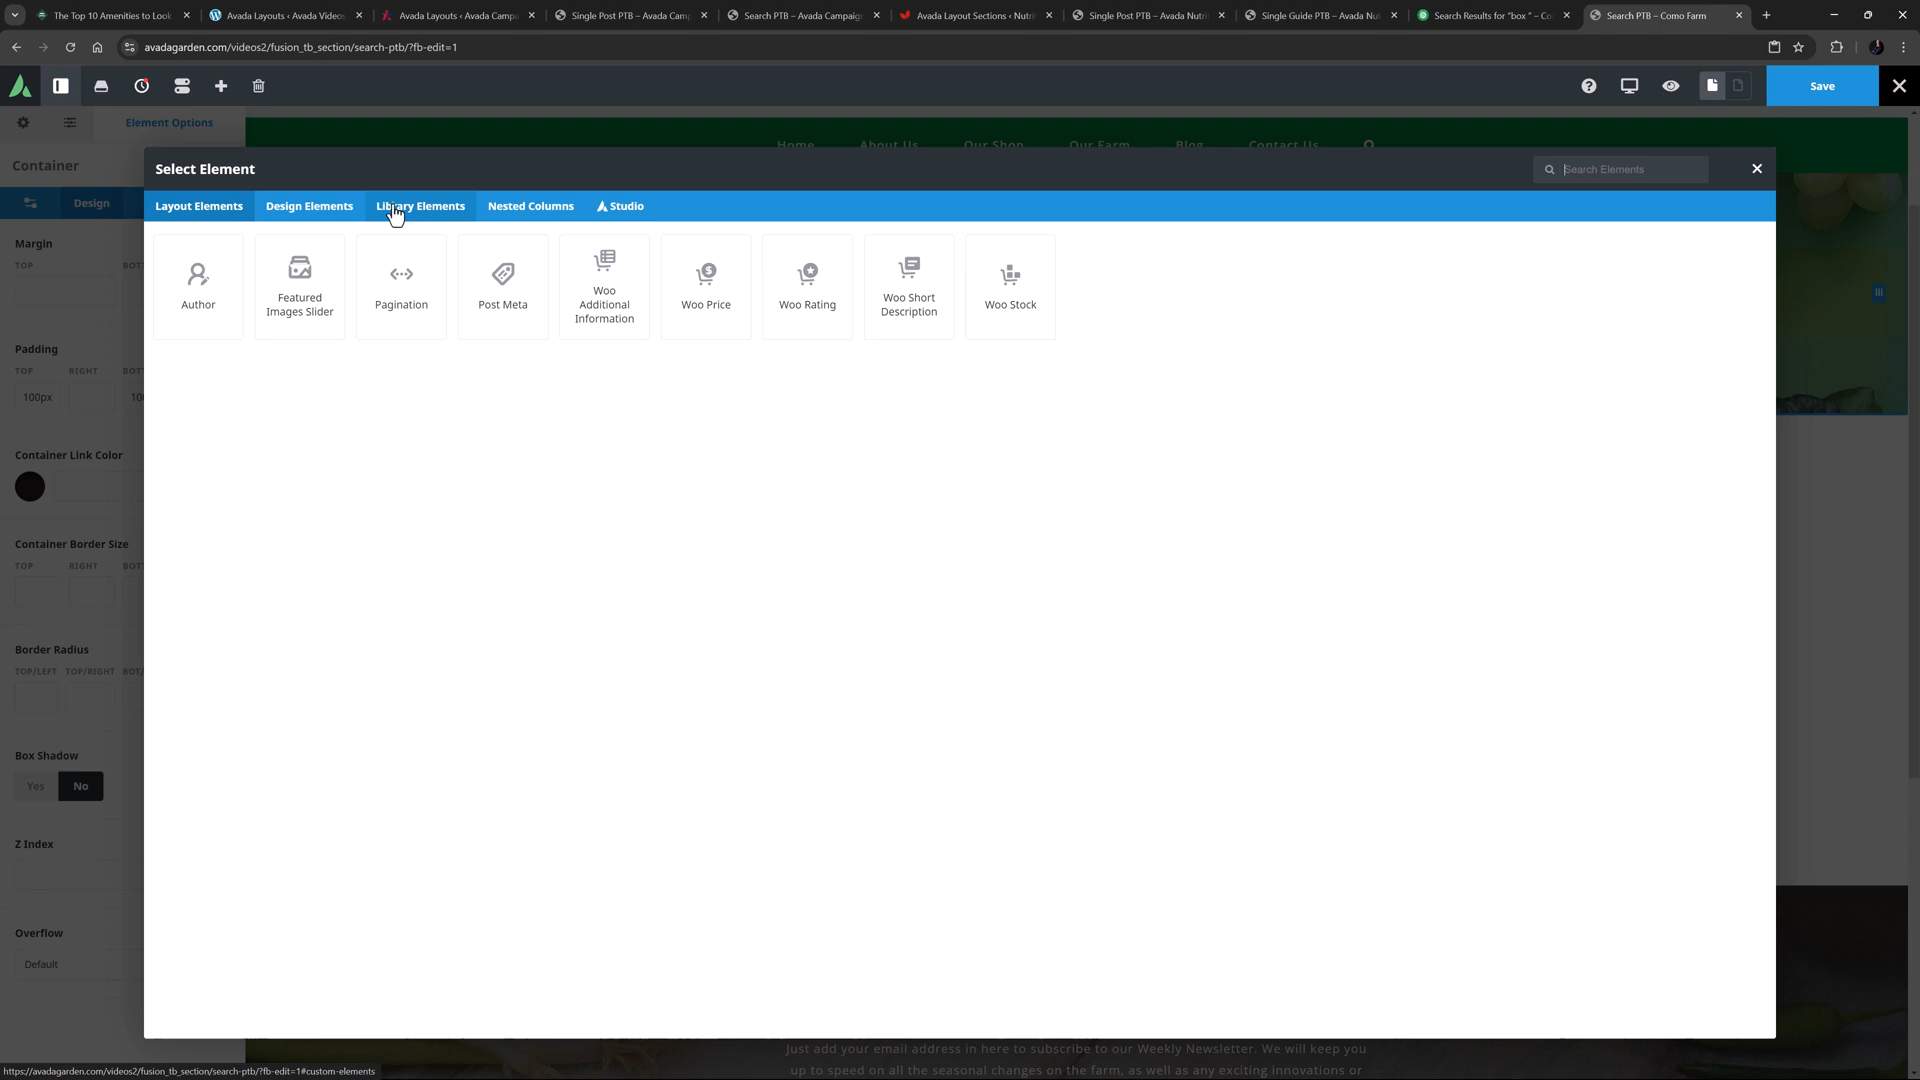 The Top 10 Amenities to Look
Avada Layouts ‹ Avada Videos
Avada Layouts ‹ Avada Campa
Single Post PTB – Avada Camp
Search PTB – Avada Campaign
Avada Layout Sections ‹ Nutri
Single Post PTB – Avada Nutri
Single Guide PTB – Avada Nu
Search Results for "box" – Co
Search PTB – Como Farm
avadagarden.com/videos2/fusion_tb_section/search-ptb/?fb-edit=1
Save
Element Options
Home
About Us
Our Shop
Our Farm
Blog
Contact Us
Container
Select Element
Search Elements
Design
Layout Elements
Design Elements
Library Elements
Nested Columns
Studio
Margin
TOP
BOT
Author
Featured
Images Slider
Pagination
Post Meta
Woo
Additional
Information
Woo Price
Woo Rating
Woo Short
Description
Woo Stock
Padding
TOP
RIGHT
BOT
100px
100
Container Link Color
Container Border Size
TOP
RIGHT
BOT
Border Radius
TOP/LEFT
TOP/RIGHT
BOT/
Box Shadow
Yes
No
Z Index
Overflow
Default
Just add your email address in here to subscribe to our Weekly Newsletter. We will keep you
up to speed on all the seasonal changes on the farm, as well as any exciting innovations or
https://avadagarden.com/videos2/fusion_tb_section/search-ptb/?fb-edit=1#custom-elements